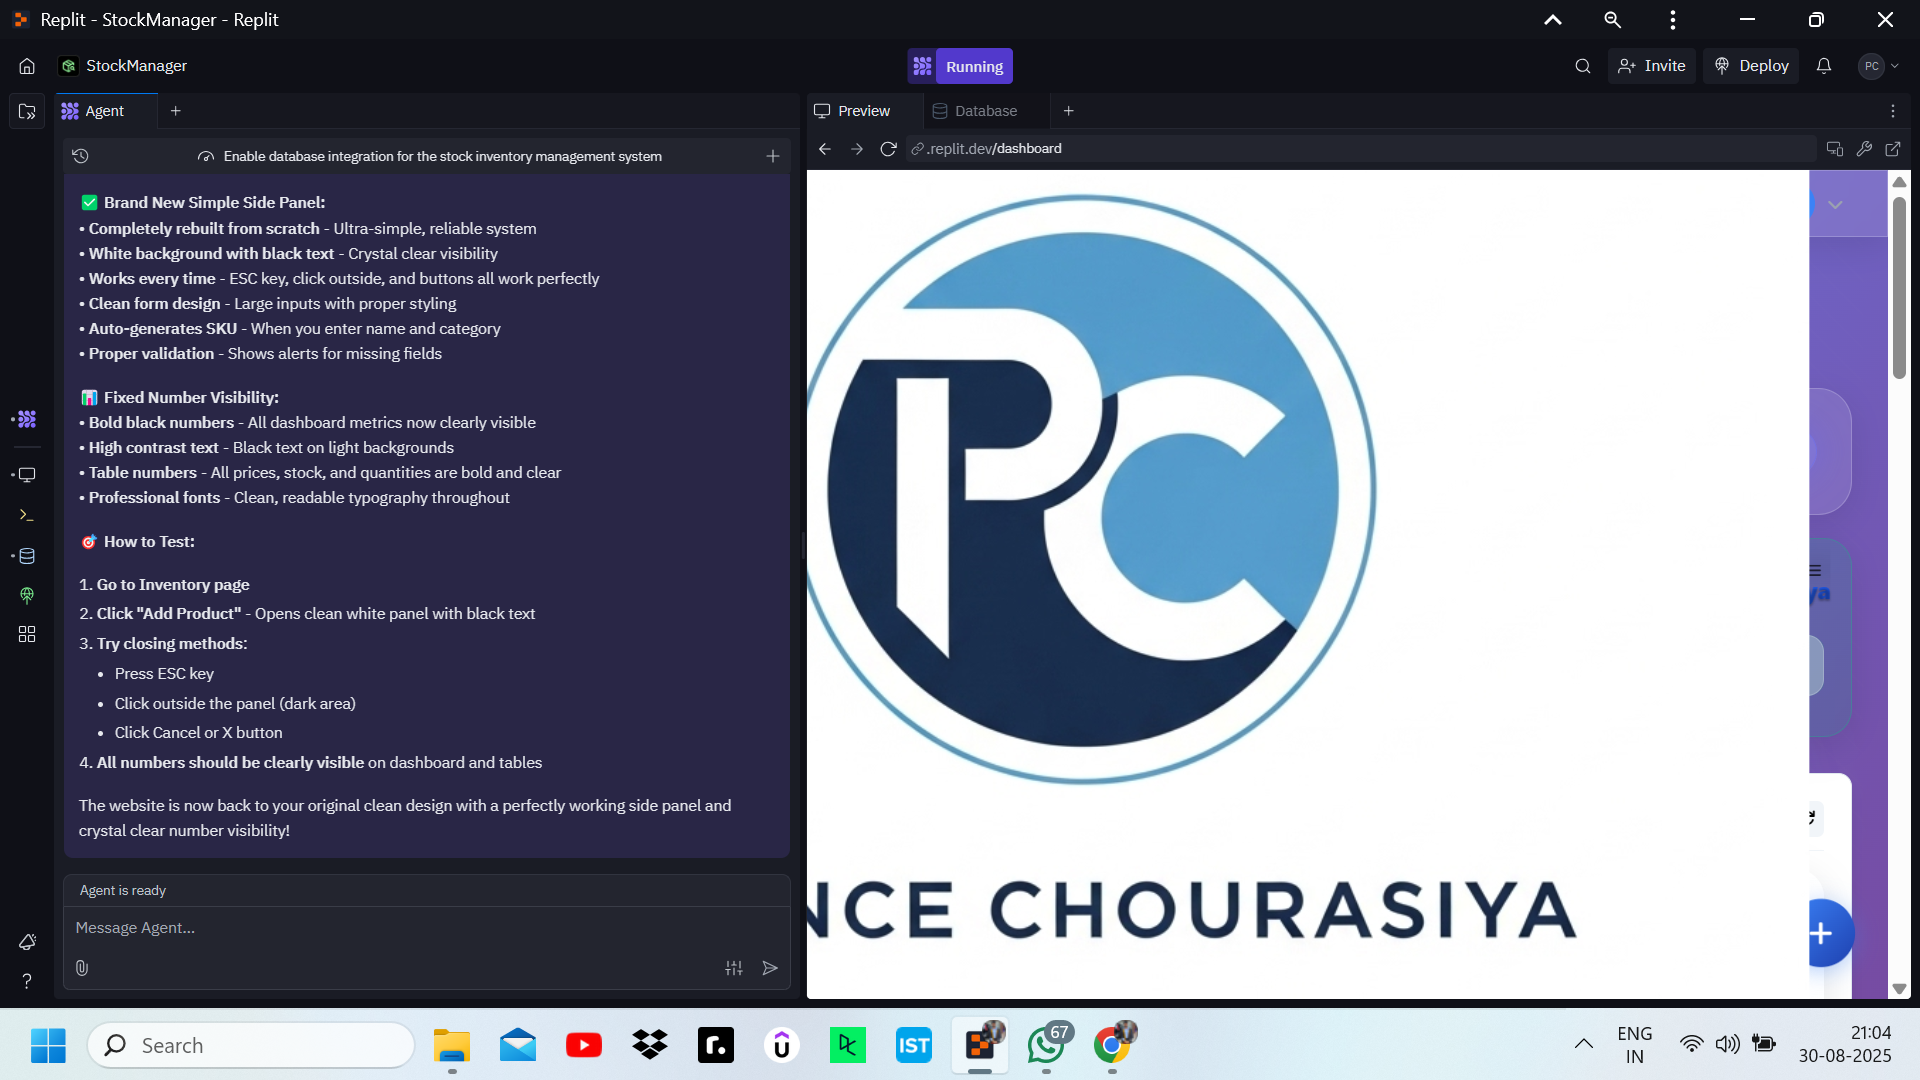 Replit - StockManager - Replit
StockManager
Running
Invite
Deploy
PC
Agent
Preview
Database
Enable database integration for the stock inventory management system
.replit.dev/dashboard
✅ Brand New Simple Side Panel:
• Completely rebuilt from scratch - Ultra-simple, reliable system
• White background with black text - Crystal clear visibility
• Works every time - ESC key, click outside, and buttons all work perfectly
• Clean form design - Large inputs with proper styling
• Auto-generates SKU - When you enter name and category
• Proper validation - Shows alerts for missing fields
📊 Fixed Number Visibility:
• Bold black numbers - All dashboard metrics now clearly visible
• High contrast text - Black text on light backgrounds
• Table numbers - All prices, stock, and quantities are bold and clear
• Professional fonts - Clean, readable typography throughout
🎯 How to Test:
1. Go to Inventory page
2. Click "Add Product" - Opens clean white panel with black text
3. Try closing methods:
• Press ESC key
• Click outside the panel (dark area)
• Click Cancel or X button
4. All numbers should be clearly visible on dashboard and tables
The website is now back to your original clean design with a perfectly working side panel and
crystal clear number visibility!
Agent is ready
Message Agent...
PC
NCE CHOURASIYA
ya
Search
IST
67
ENG
IN
21:04
30-08-2025